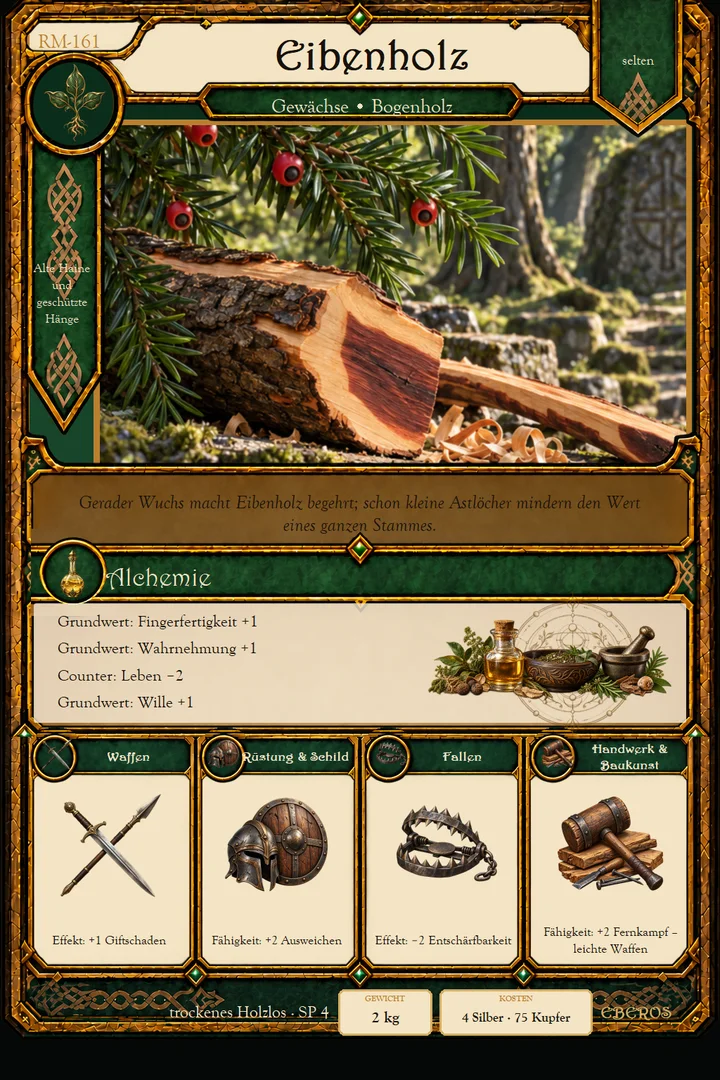 RM-161
Eibenholz
selten
Gewächse • Bogenholz
Alte Haine
und
geschützte
Hänge
Gerader Wuchs macht Eibenholz begehrt; schon kleine Astlöcher mindern den Wert
eines ganzen Stammes.
Alchemie
Grundwert: Fingerfertigkeit +1
Grundwert: Wahrnehmung +1
Counter: Leben −2
Grundwert: Wille +1
Waffen
Rüstung & Schild
Fallen
Handwerk &
Baukunst
Effekt: +1 Giftschaden
Fähigkeit: +2 Ausweichen
Effekt: −2 Entschärfbarkeit
Fähigkeit: +2 Fernkampf –
leichte Waffen
trockenes Holzlos · SP 4
GEWICHT
2 kg
KOSTEN
4 Silber · 75 Kupfer
EBEROS